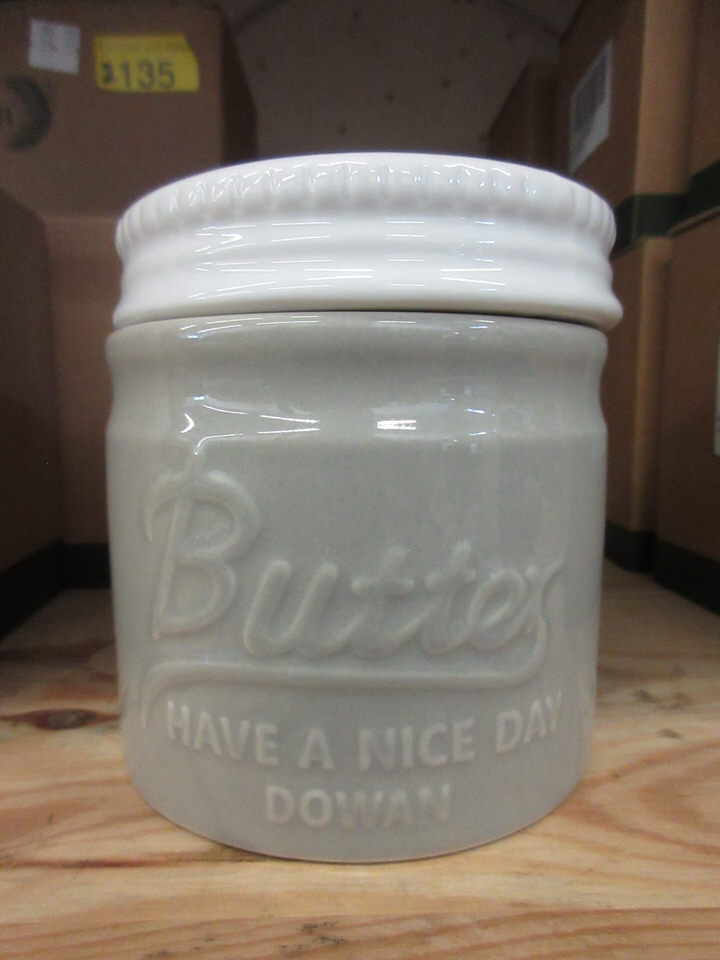 2135
Butter
HAVE A NICE DAY
DOWAN